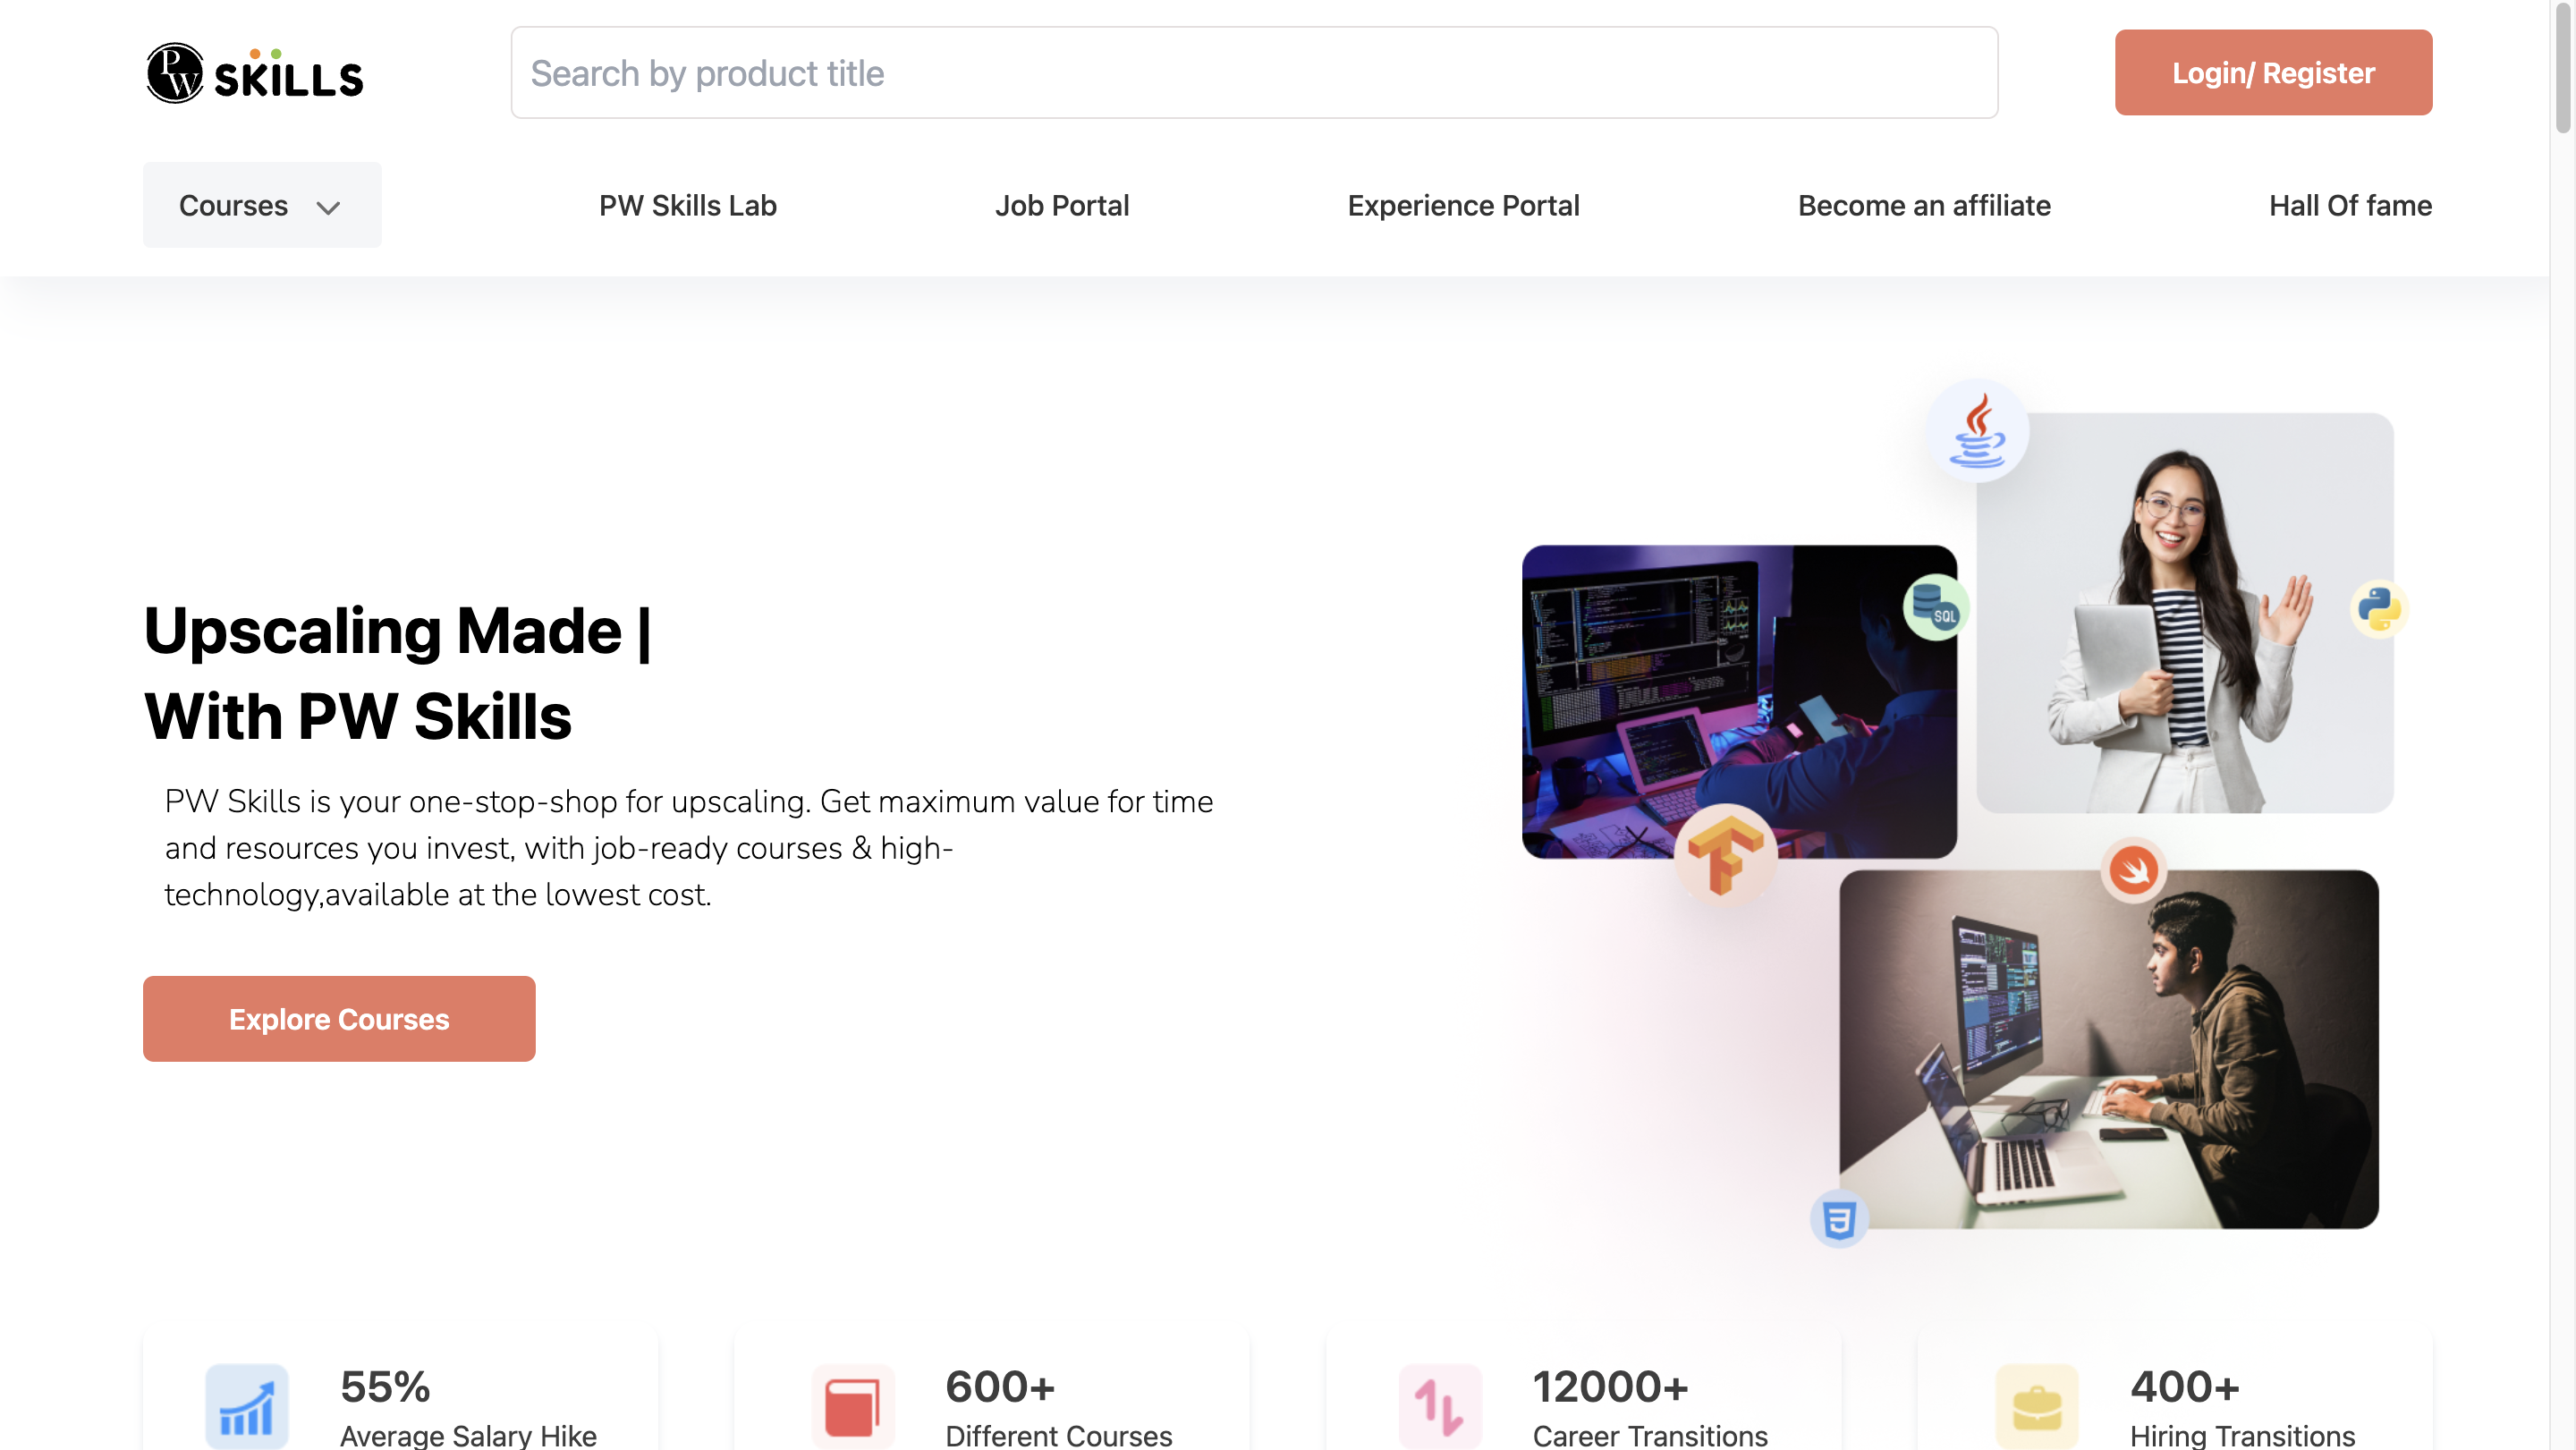 PW SKILLS
Search by product title
Login/ Register
Courses
PW Skills Lab
Job Portal
Experience Portal
Become an affiliate
Hall Of fame
Upscaling Made |
With PW Skills
PW Skills is your one-stop-shop for upscaling. Get maximum value for time
and resources you invest, with job-ready courses & high-
technology,available at the lowest cost.
Explore Courses
SQL
55%
Average Salary Hike
600+
Different Courses
12000+
Career Transitions
400+
Hiring Transitions